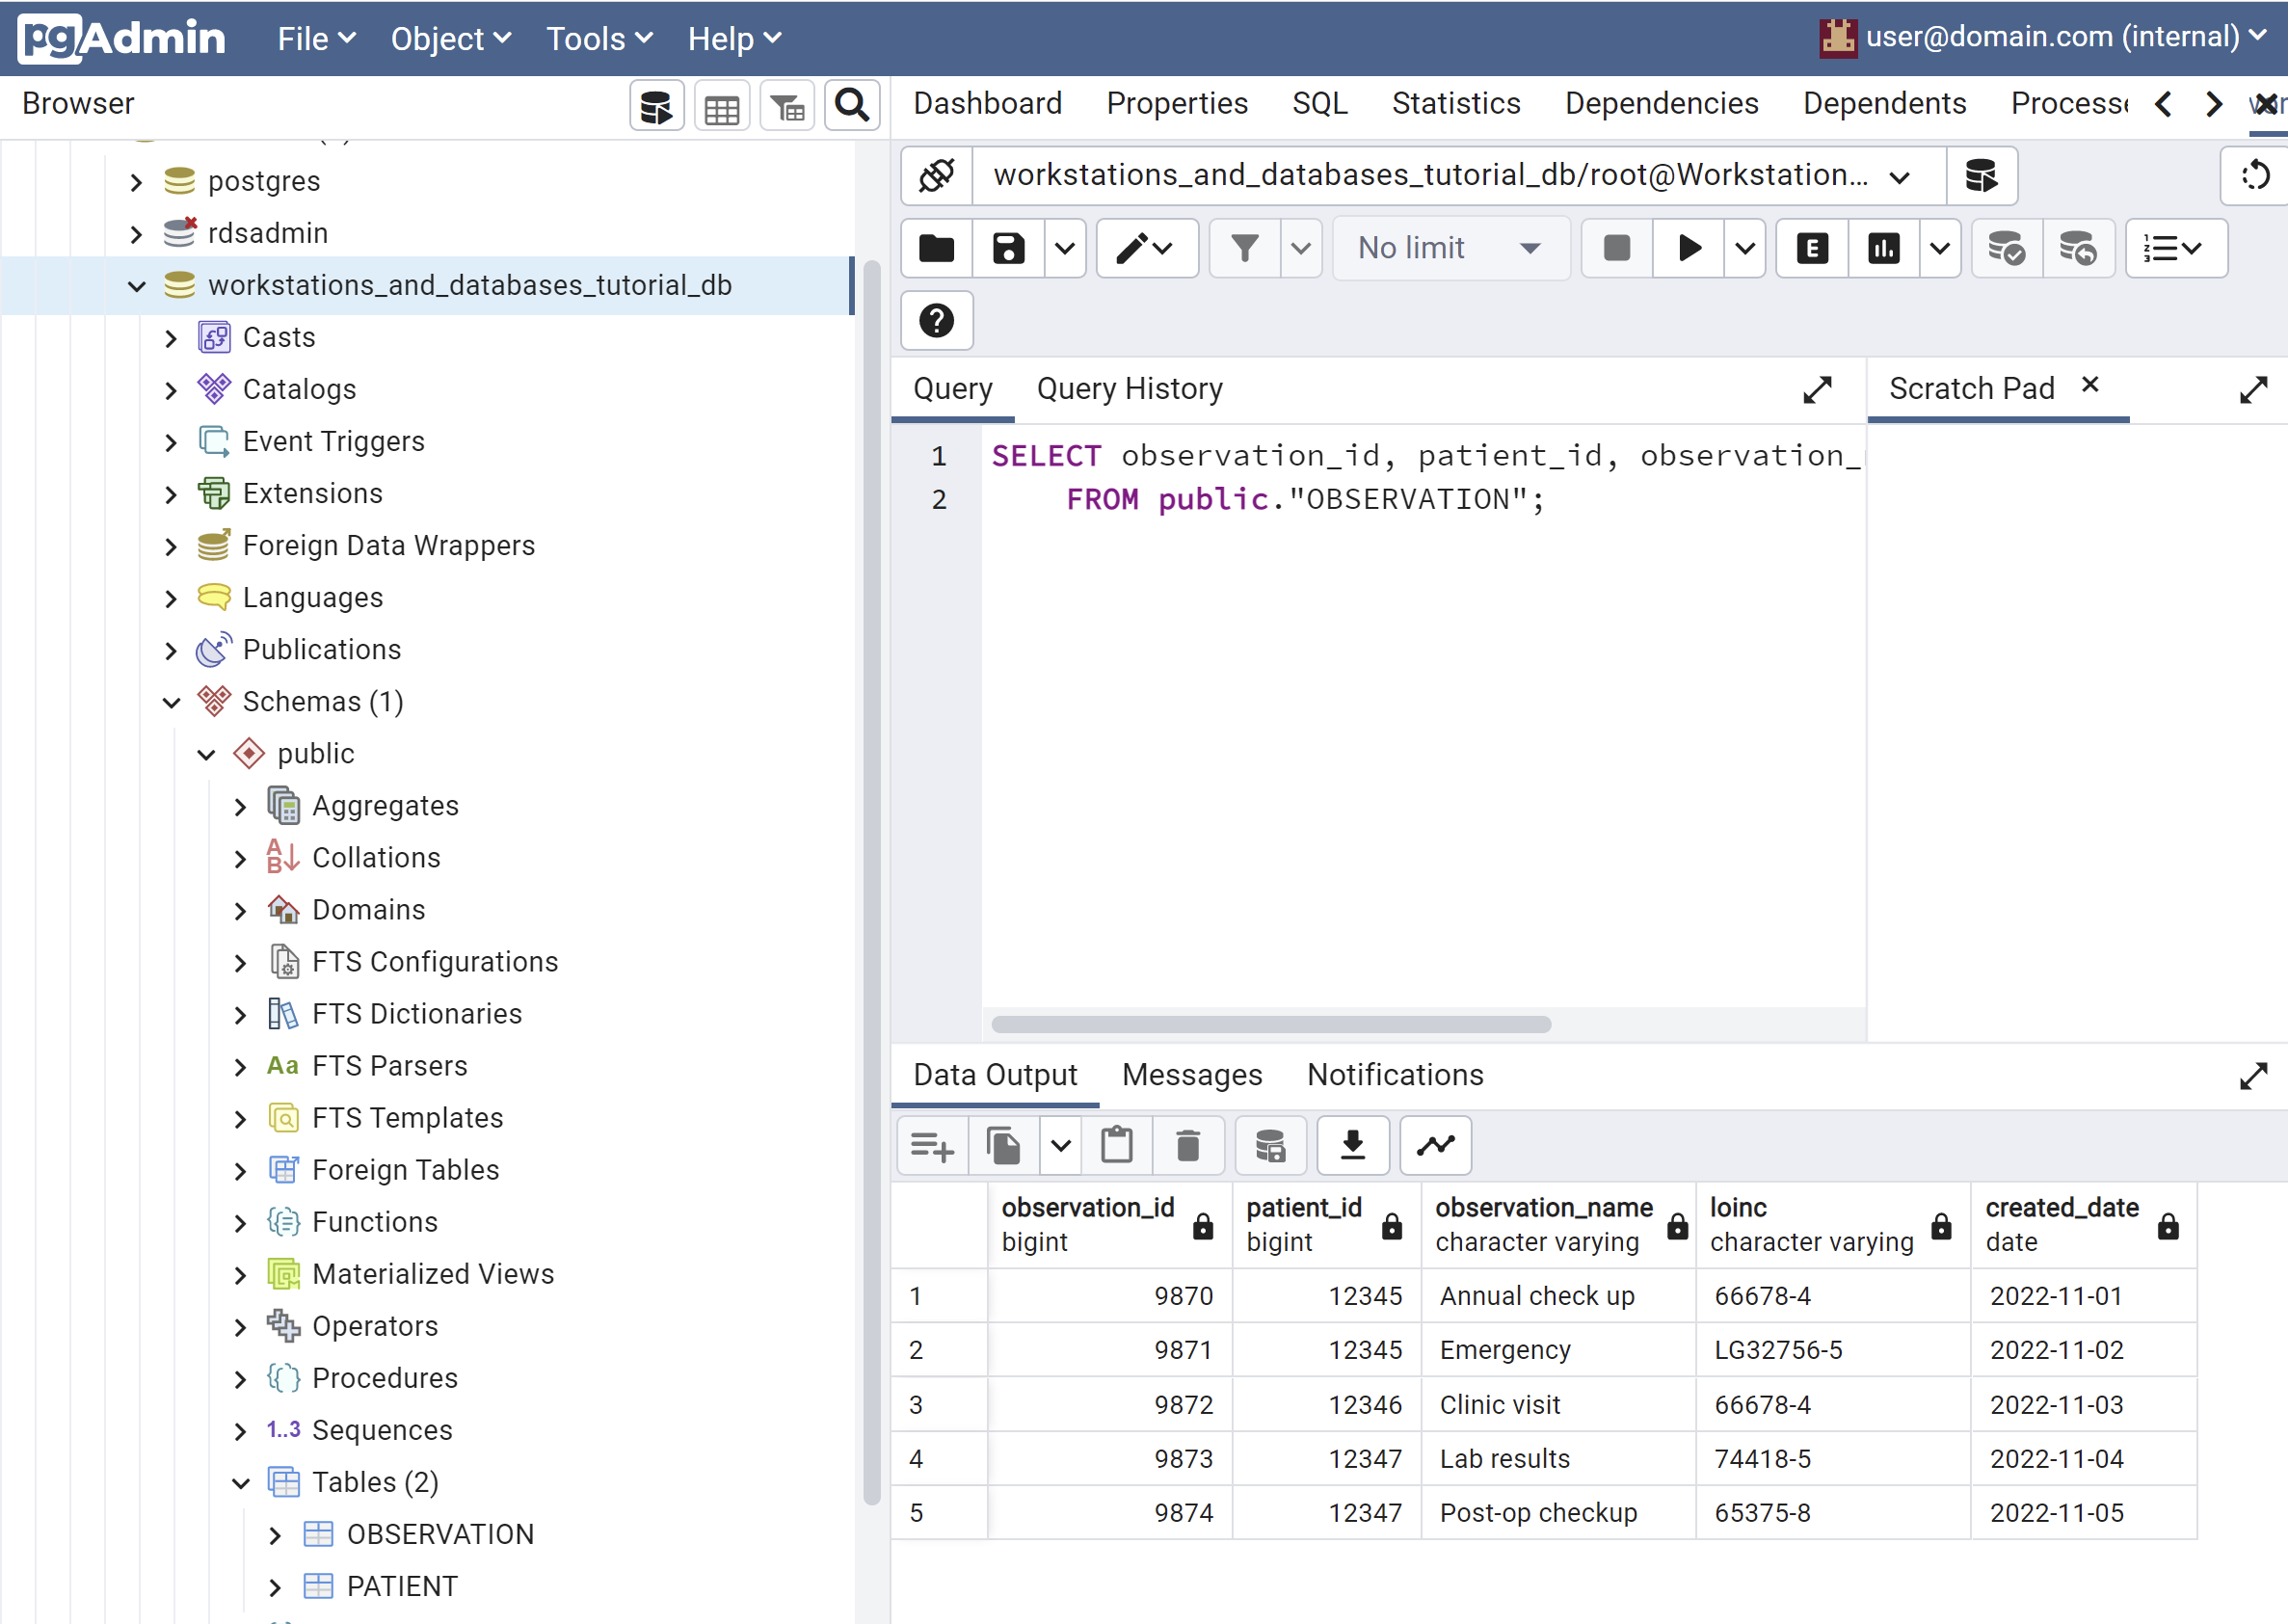 pgAdmin File Object Tools Help user@domain.com (internal)
Browser
Dashboard Properties SQL Statistics Dependencies Dependents
postgres
rdsadmin
workstations_and_databases_tutorial_db
Casts
Catalogs
Event Triggers
Extensions
Foreign Data Wrappers
Languages
Publications
Schemas (1)
public
Aggregates
Collations
Domains
FTS Configurations
FTS Dictionaries
Aa FTS Parsers
FTS Templates
Foreign Tables
Functions
Materialized Views
Operators
Procedures
1..3 Sequences
Tables (2)
OBSERVATION
PATIENT
workstations_and_databases_tutorial_db/root@Workstation...
No limit
E
Query Query History
Scratch Pad
1 SELECT observation_id, patient_id, observation_
2 FROM public."OBSERVATION";
Data Output Messages Notifications
observation_id patient_id observation_name loinc created_date
bigint bigint character varying character varying date
1 9870 12345 Annual check up 66678-4 2022-11-01
2 9871 12345 Emergency LG32756-5 2022-11-02
3 9872 12346 Clinic visit 66678-4 2022-11-03
4 9873 12347 Lab results 74418-5 2022-11-04
5 9874 12347 Post-op checkup 65375-8 2022-11-05